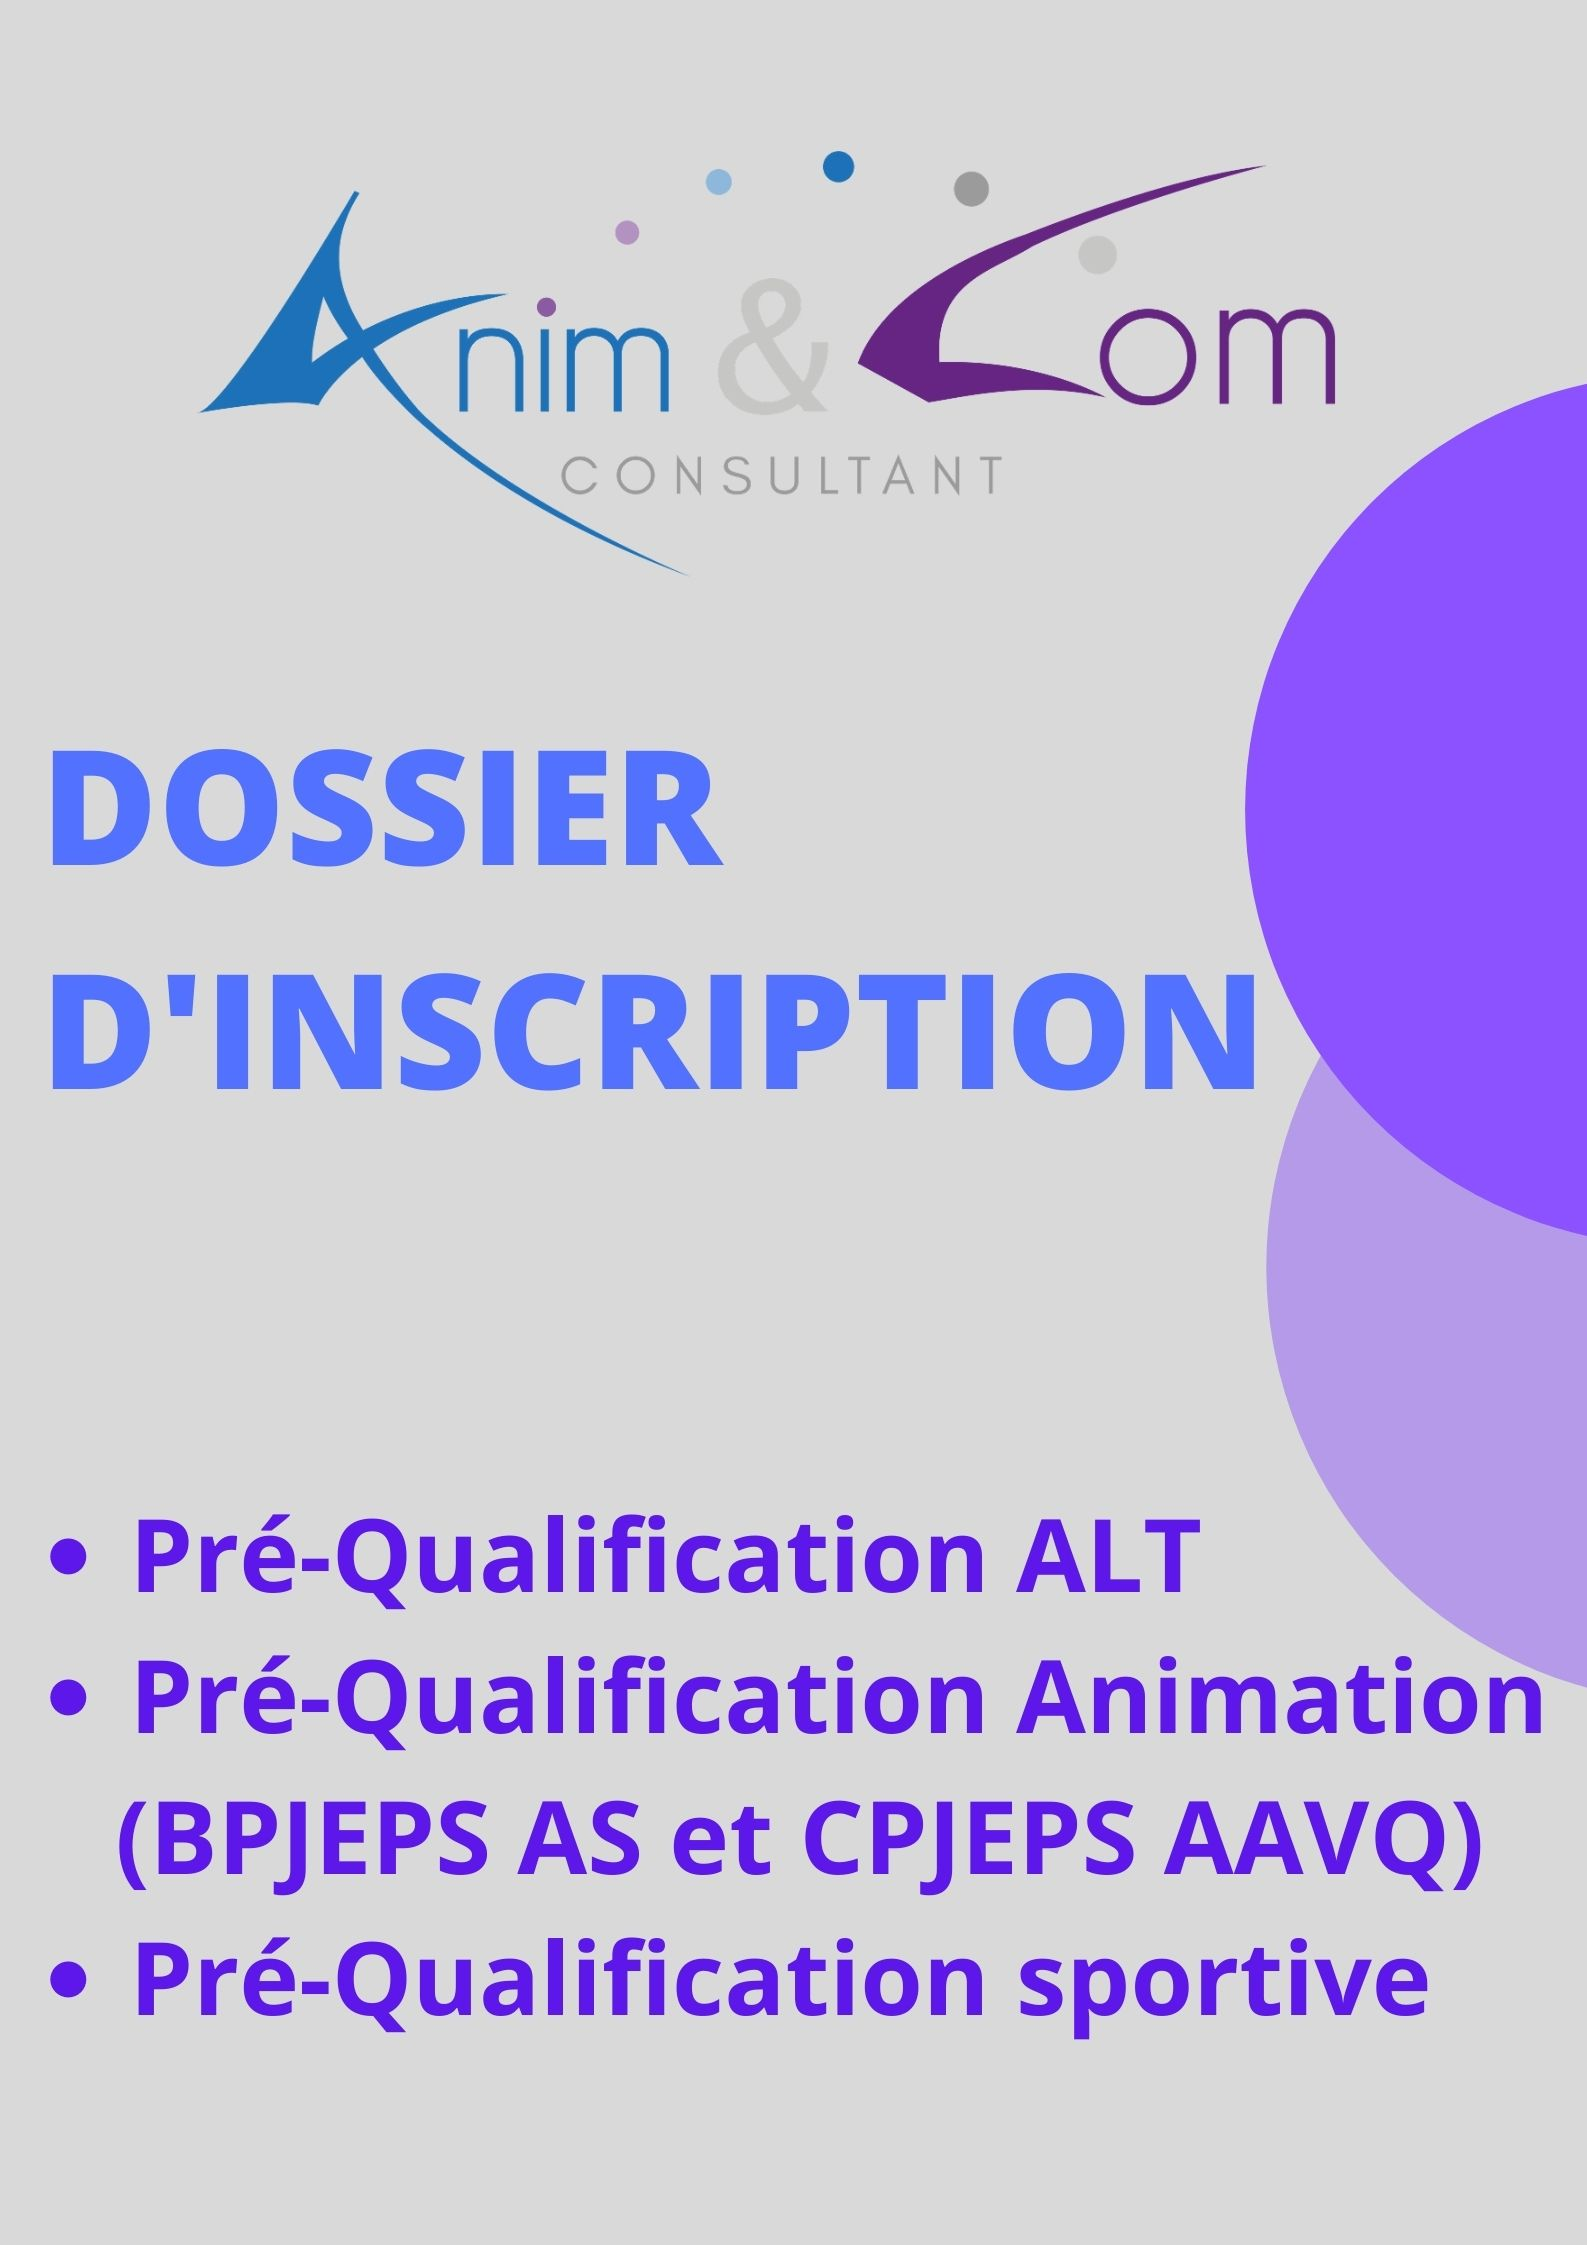 Anim & Com
CONSULTANT
DOSSIER
D'INSCRIPTION
• Pré-Qualification ALT
• Pré-Qualification Animation
(BPJEPS AS et CPJEPS AAVQ)
• Pré-Qualification sportive